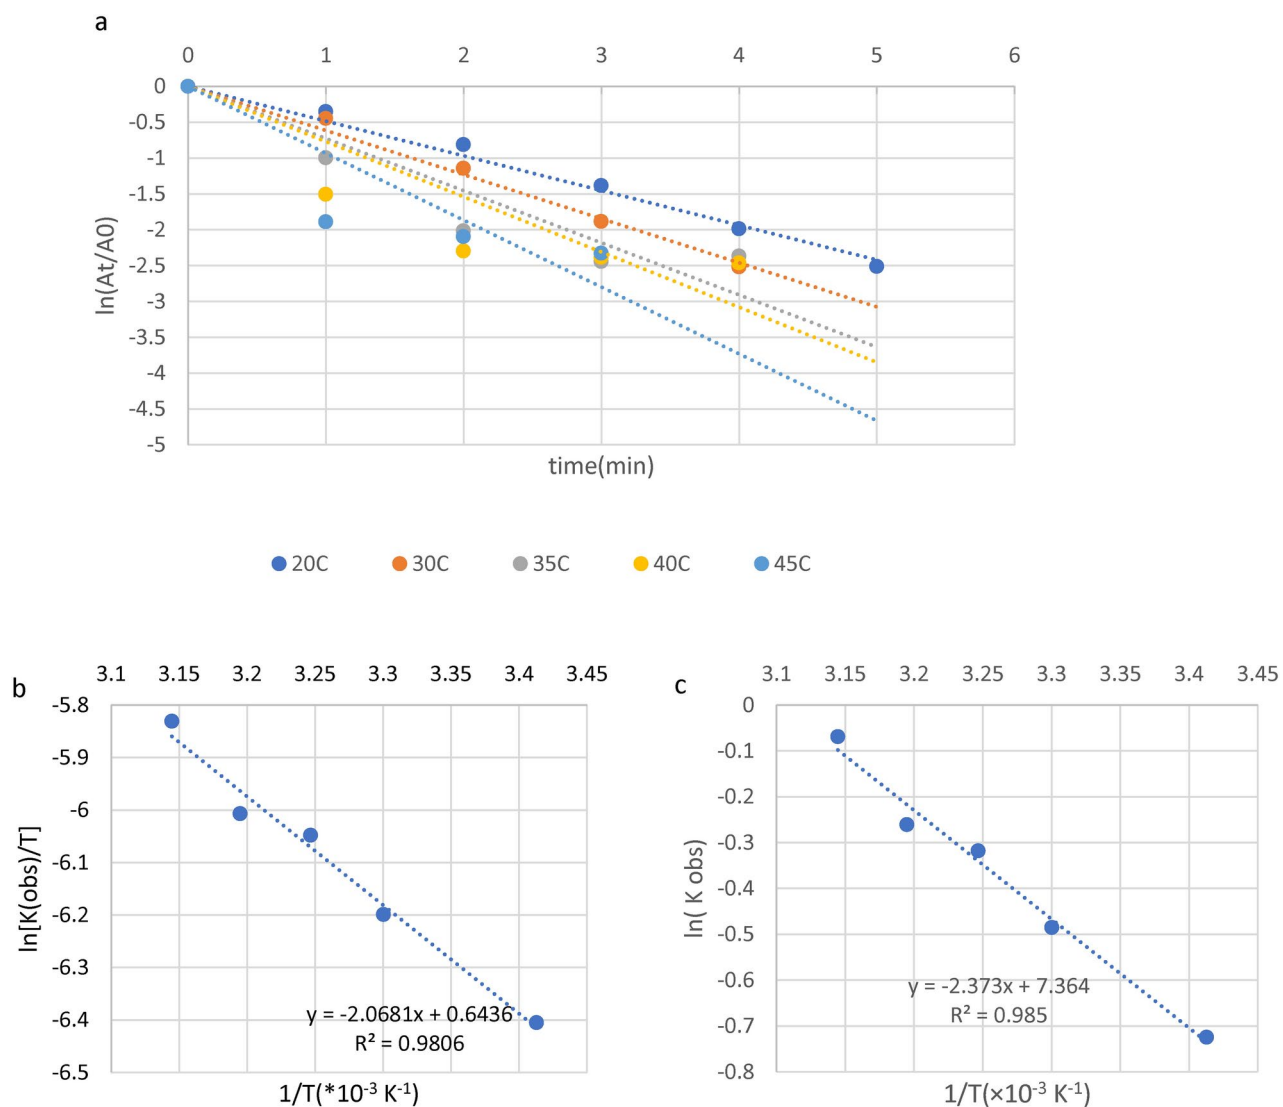 a
0 1 2 3 4 5 6
0
-0.5
-1
-1.5
-2
-2.5
-3
-3.5
-4
-4.5
-5
ln(At/A0)
time(min)
20C 30C 35C 40C 45C
b
3.1 3.15 3.2 3.25 3.3 3.35 3.4 3.45
-5.8
-5.9
-6
-6.1
-6.2
-6.3
-6.4
-6.5
ln[K(obs)/T]
y = -2.0681x + 0.6436
R² = 0.9806
1/T(*10⁻³ K⁻¹)
c
3.1 3.15 3.2 3.25 3.3 3.35 3.4 3.45
0
-0.1
-0.2
-0.3
-0.4
-0.5
-0.6
-0.7
-0.8
ln( K obs)
y = -2.373x + 7.364
R² = 0.985
1/T(×10⁻³ K⁻¹)